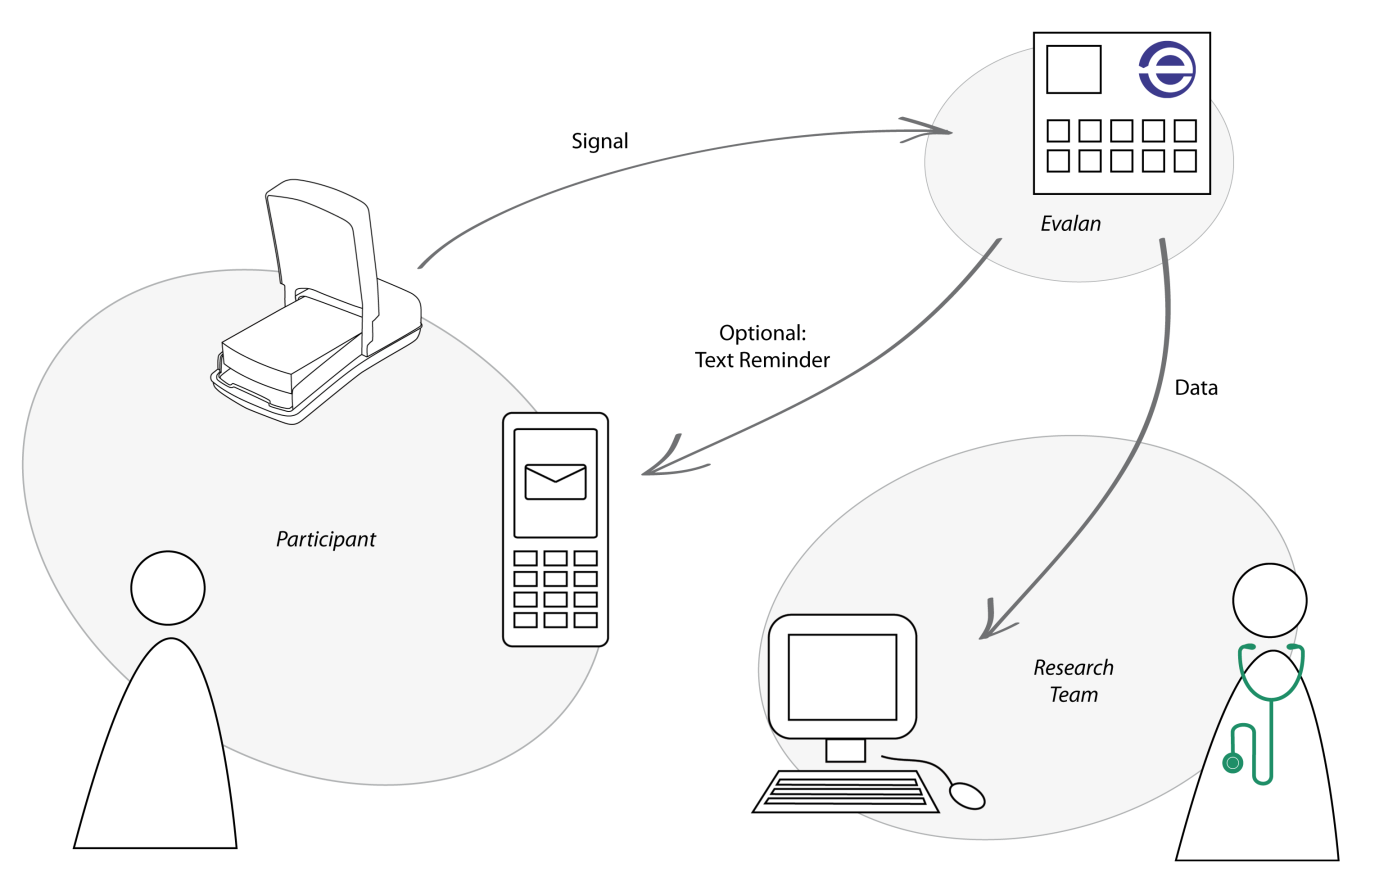 Signal
Evalan
Optional:
Text Reminder
Data
Participant
Research
Team